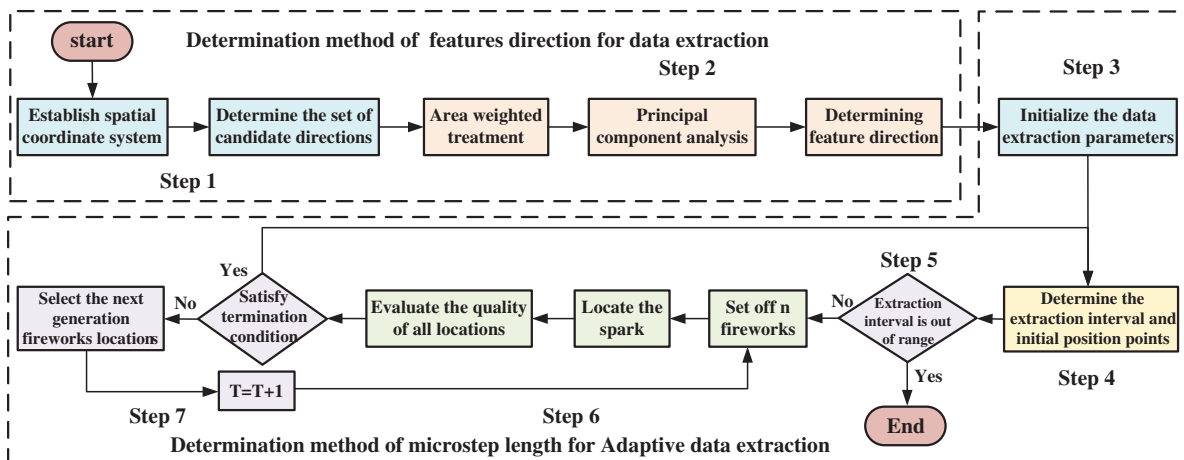 start
Determination method of  features direction for data extraction
Step 2
Step 3
Establish spatial
coordinate system
Determine the set of
candidate directions
Area weighted
treatment
Principal
component analysis
Determining
feature direction
Initialize the data
extraction parameters
Step 1
Yes
Step 5
Select the next
generation
fireworks locations
No
Satisfy
termination
condition
Evaluate the quality
of all locations
Locate the
spark
Set off n
fireworks
No
Extraction
interval is out
of range
Determine the
extraction interval and
initial position points
Yes
Step 4
T=T+1
Step 7
Step 6
End
Determination method of microstep length for Adaptive data extraction